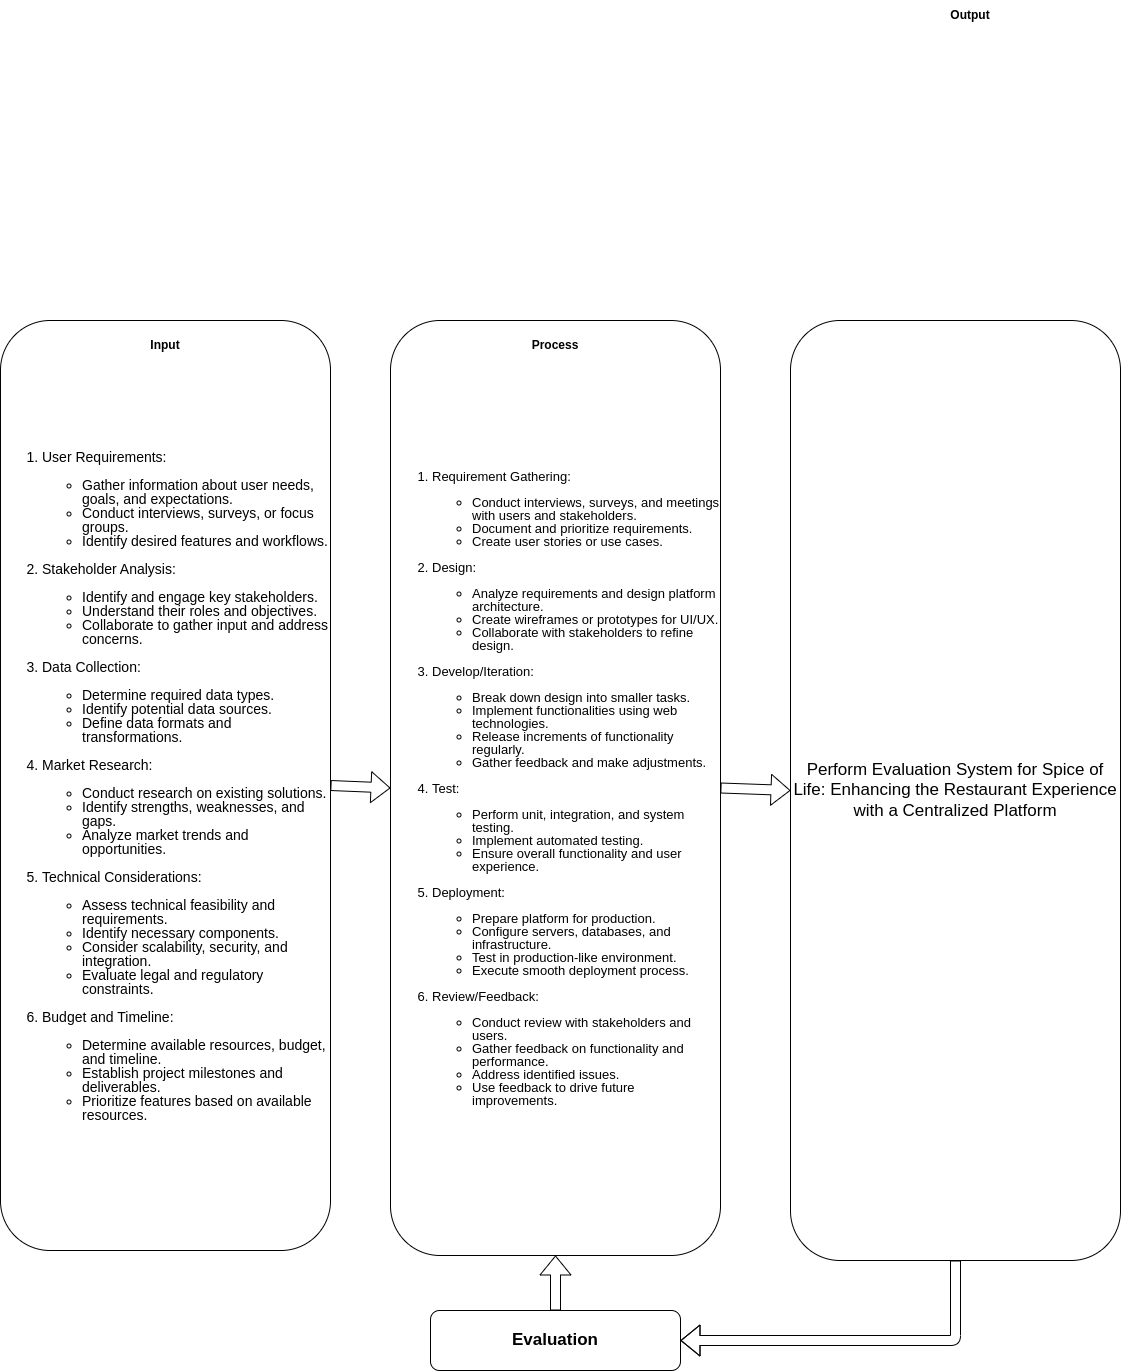 Output
Input
1. User Requirements:
◦ Gather information about user needs,
goals, and expectations.
◦ Conduct interviews, surveys, or focus
groups.
◦ Identify desired features and workflows.
2. Stakeholder Analysis:
◦ Identify and engage key stakeholders.
◦ Understand their roles and objectives.
◦ Collaborate to gather input and address
concerns.
3. Data Collection:
◦ Determine required data types.
◦ Identify potential data sources.
◦ Define data formats and
transformations.
4. Market Research:
◦ Conduct research on existing solutions.
◦ Identify strengths, weaknesses, and
gaps.
◦ Analyze market trends and
opportunities.
5. Technical Considerations:
◦ Assess technical feasibility and
requirements.
◦ Identify necessary components.
◦ Consider scalability, security, and
integration.
◦ Evaluate legal and regulatory
constraints.
6. Budget and Timeline:
◦ Determine available resources, budget,
and timeline.
◦ Establish project milestones and
deliverables.
◦ Prioritize features based on available
resources.
Process
1. Requirement Gathering:
◦ Conduct interviews, surveys, and meetings
with users and stakeholders.
◦ Document and prioritize requirements.
◦ Create user stories or use cases.
2. Design:
◦ Analyze requirements and design platform
architecture.
◦ Create wireframes or prototypes for UI/UX.
◦ Collaborate with stakeholders to refine
design.
3. Develop/Iteration:
◦ Break down design into smaller tasks.
◦ Implement functionalities using web
technologies.
◦ Release increments of functionality
regularly.
◦ Gather feedback and make adjustments.
4. Test:
◦ Perform unit, integration, and system
testing.
◦ Implement automated testing.
◦ Ensure overall functionality and user
experience.
5. Deployment:
◦ Prepare platform for production.
◦ Configure servers, databases, and
infrastructure.
◦ Test in production-like environment.
◦ Execute smooth deployment process.
6. Review/Feedback:
◦ Conduct review with stakeholders and
users.
◦ Gather feedback on functionality and
performance.
◦ Address identified issues.
◦ Use feedback to drive future
improvements.
Perform Evaluation System for Spice of
Life: Enhancing the Restaurant Experience
with a Centralized Platform
Evaluation